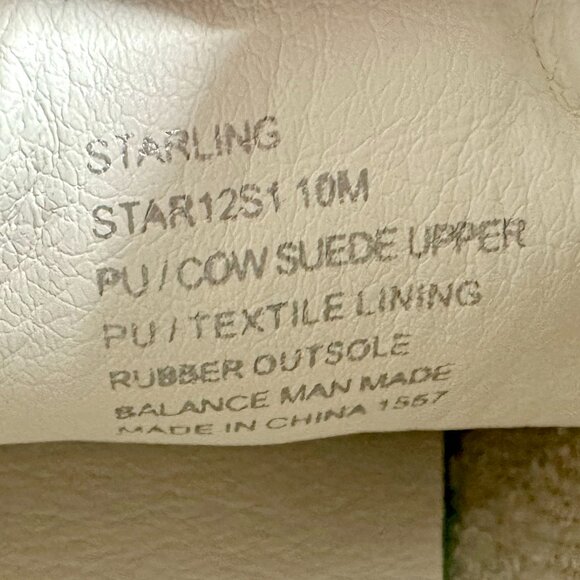 STARLING
STAR12S1 10M
PU / COW SUEDE UPPER
PU / TEXTILE LINING
RUBBER OUTSOLE
BALANCE MAN MADE
MADE IN CHINA 1557